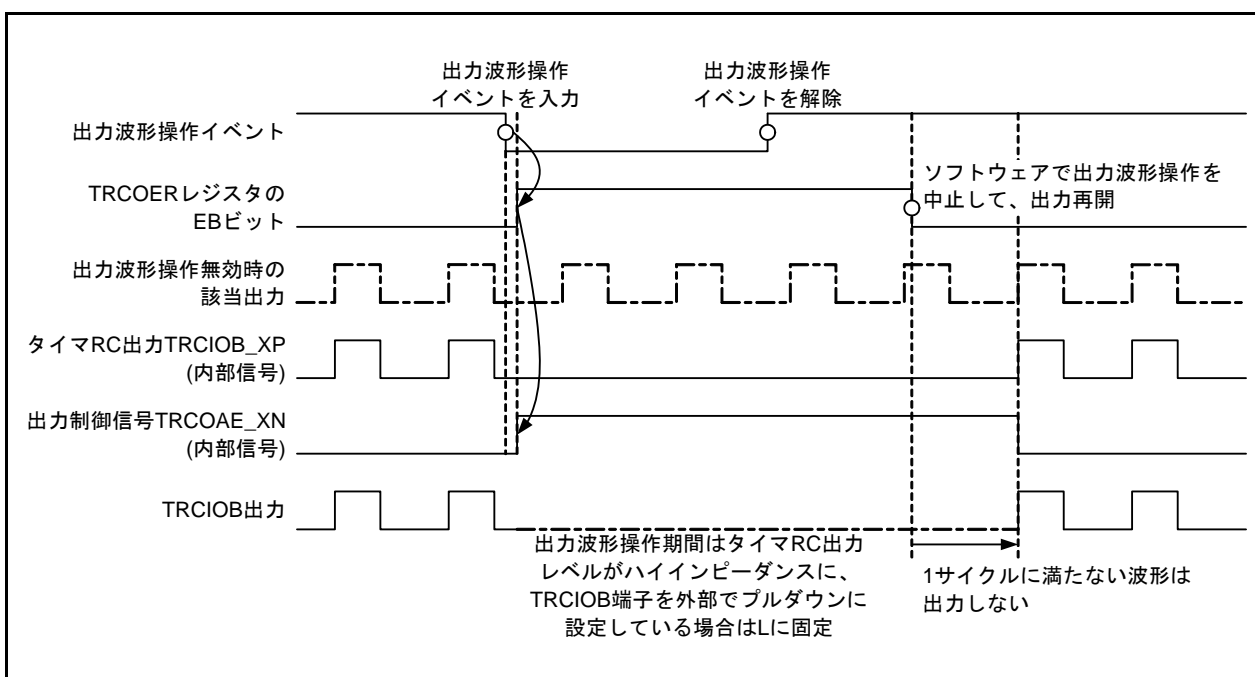 出力波形操作
イベントを入力
出力波形操作
イベントを解除
出力波形操作イベント
ソフトウェアで出力波形操作を
中止して、出力再開
TRCOERレジスタの
EBビット
出力波形操作無効時の
該当出力
タイマRC出力TRCIOB_XP
(内部信号)
出力制御信号TRCOAE_XN
(内部信号)
TRCIOB出力
出力波形操作期間はタイマRC出力
レベルがハイインピーダンスに、
TRCIOB端子を外部でプルダウンに
設定している場合はLに固定
1サイクルに満たない波形は
出力しない